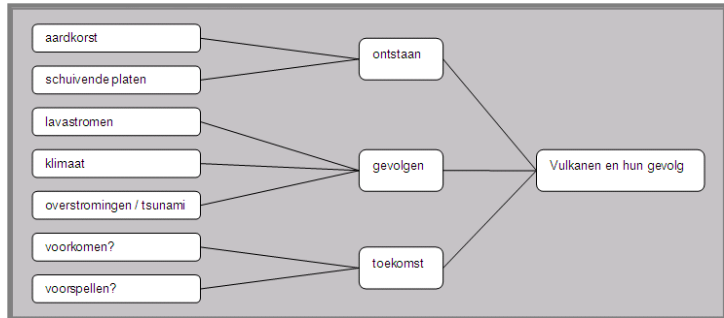 aardkorst
schuivende platen
lavastromen
klimaat
overstromingen / tsunami
voorkomen?
voorspellen?
ontstaan
gevolgen
toekomst
Vulkanen en hun gevolg